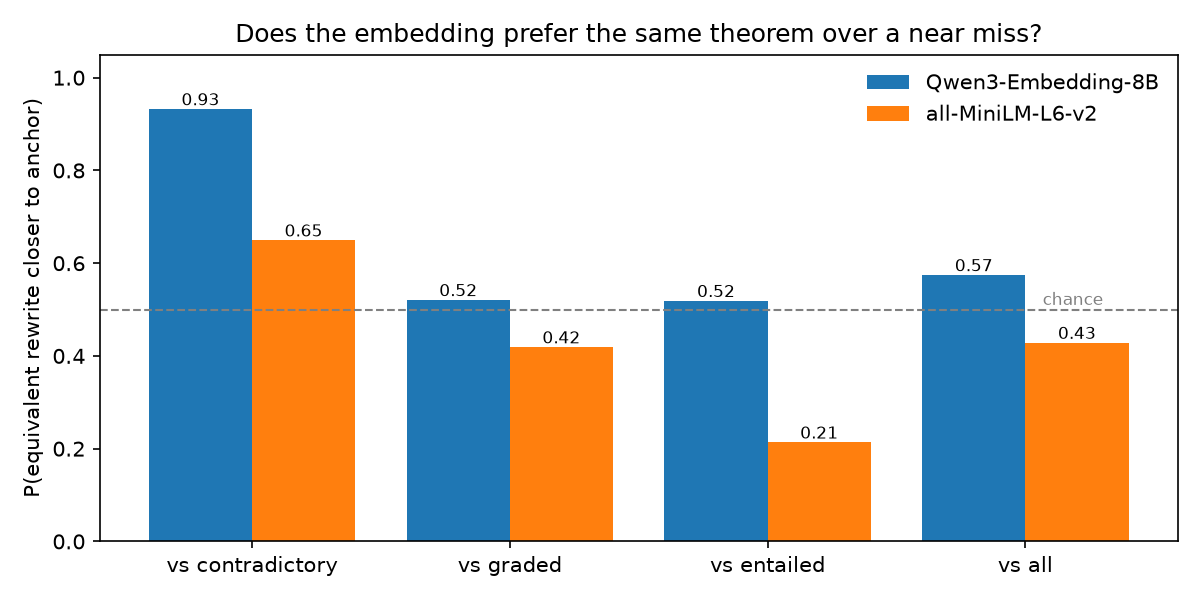 Does the embedding prefer the same theorem over a near miss?
P(equivalent rewrite closer to anchor)
1.0
0.8
0.6
0.4
0.2
0.0
Qwen3-Embedding-8B
all-MiniLM-L6-v2
0.93
0.65
0.52
0.42
0.52
0.21
0.57
0.43
chance
vs contradictory
vs graded
vs entailed
vs all